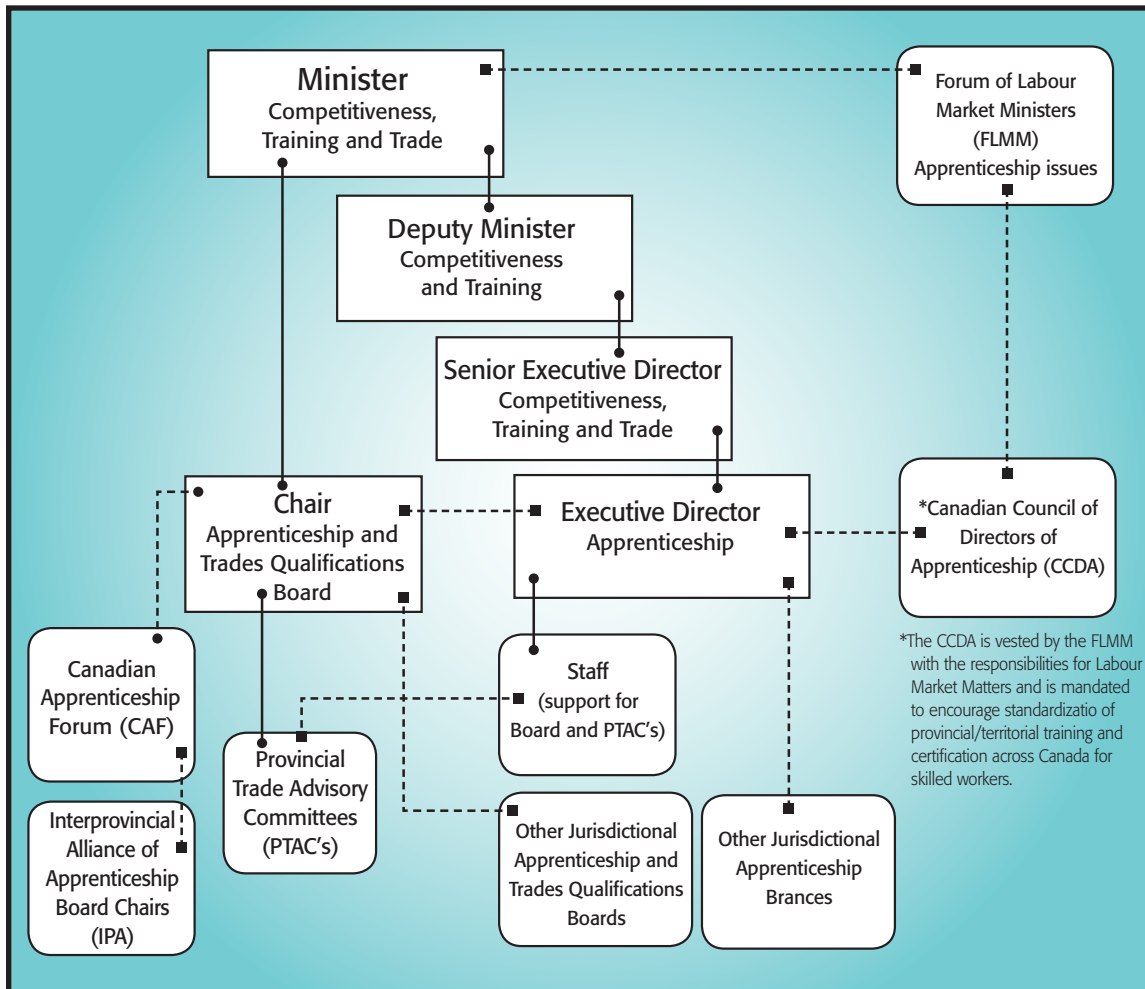 Minister
Competitiveness,
Training and Trade
Forum of Labour
Market Ministers
(FLMM)
Apprenticeship issues
Deputy Minister
Competitiveness
and Training
Senior Executive Director
Competitiveness,
Training and Trade
Chair
Apprenticeship and
Trades Qualifications
Board
Executive Director
Apprenticeship
*Canadian Council of
Directors of
Apprenticeship (CCDA)
*The CCDA is vested by the FLMM
with the responsibilities for Labour
Market Matters and is mandated
to encourage standardizatio of
provincial/territorial training and
certification across Canada for
skilled workers.
Canadian
Apprenticeship
Forum (CAF)
Staff
(support for
Board and PTAC's)
Provincial
Trade Advisory
Committees
(PTAC's)
Interprovincial
Alliance of
Apprenticeship
Board Chairs
(IPA)
Other Jurisdictional
Apprenticeship and
Trades Qualifications
Boards
Other Jurisdictional
Apprenticeship
Brances